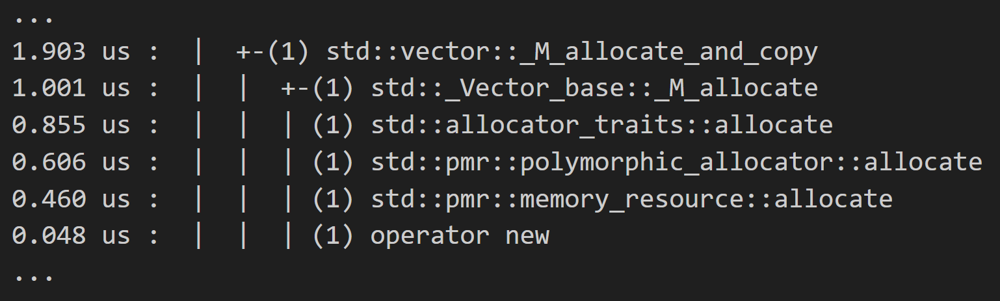 ...
1.903 us :  |  +-(1) std::vector::_M_allocate_and_copy
1.001 us :  |  |  +-(1) std::_Vector_base::_M_allocate
0.855 us :  |  |  | (1) std::allocator_traits::allocate
0.606 us :  |  |  | (1) std::pmr::polymorphic_allocator::allocate
0.460 us :  |  |  | (1) std::pmr::memory_resource::allocate
0.048 us :  |  |  | (1) operator new
...